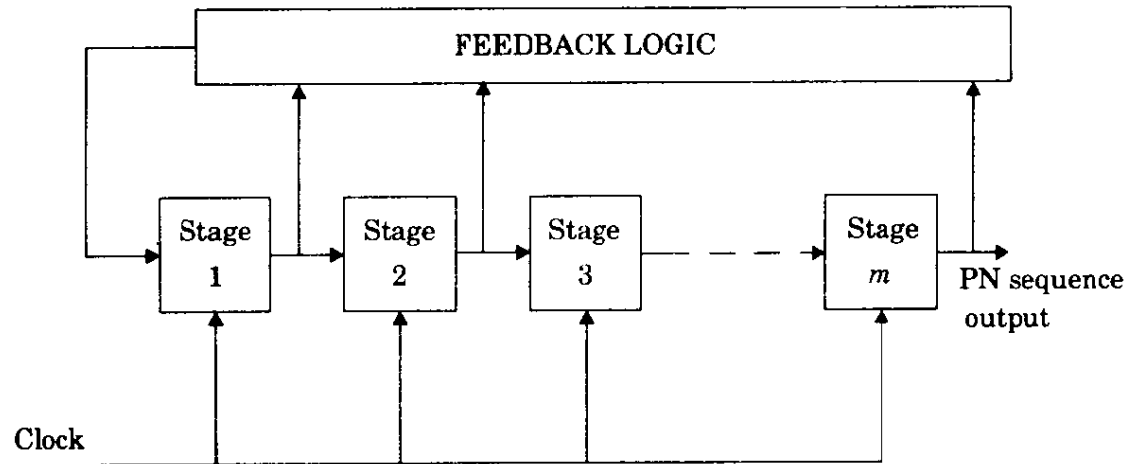 FEEDBACK LOGIC
Stage
1
Stage
2
Stage
3
Stage
m
PN sequence
output
Clock